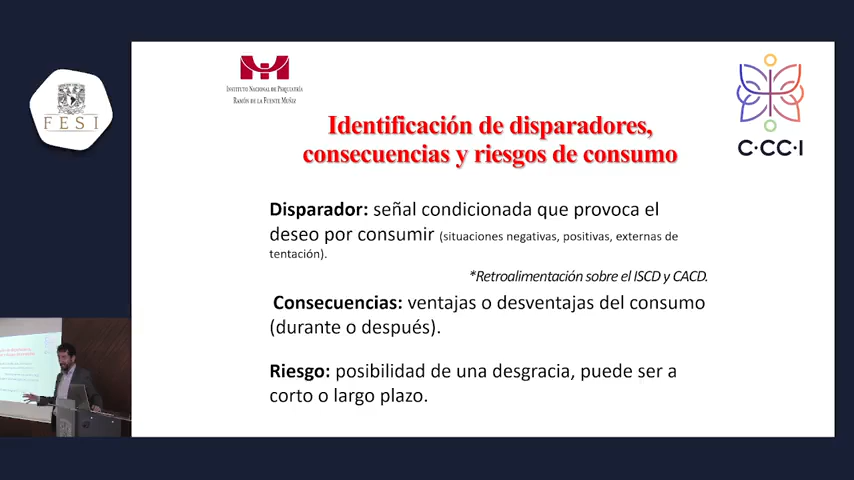 INSTITUTO NACIONAL DE PSIQUIATRÍA
RAMÓN DE LA FUENTE MUÑIZ
FESI
C·CC·I
Identificación de disparadores,
consecuencias y riesgos de consumo
Disparador: señal condicionada que provoca el
deseo por consumir (situaciones negativas, positivas, externas de
tentación).
*Retroalimentación sobre el ISCD y CACD.
Consecuencias: ventajas o desventajas del consumo
(durante o después).
Riesgo: posibilidad de una desgracia, puede ser a
corto o largo plazo.